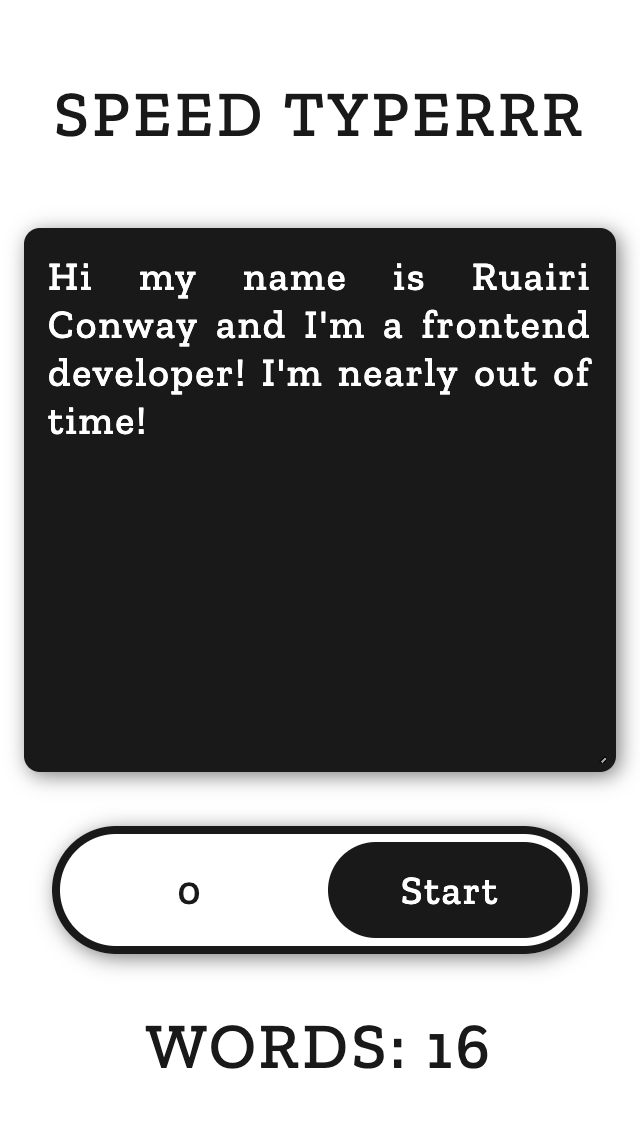 SPEED TYPERRR
Hi my name is Ruairi
Conway and I'm a frontend
developer! I'm nearly out of
time!
0
Start
WORDS: 16